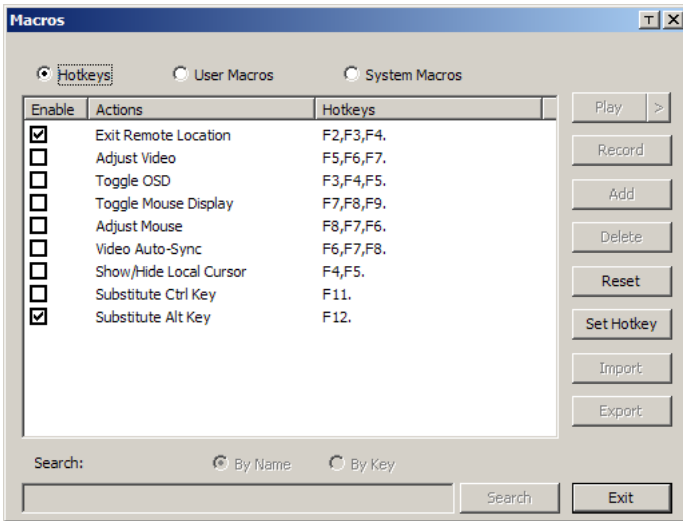 Macros
Hotkeys User Macros System Macros
Enable Actions Hotkeys
Exit Remote Location F2,F3,F4.
Adjust Video F5,F6,F7.
Toggle OSD F3,F4,F5.
Toggle Mouse Display F7,F8,F9.
Adjust Mouse F8,F7,F6.
Video Auto-Sync F6,F7,F8.
Show/Hide Local Cursor F4,F5.
Substitute Ctrl Key F11.
Substitute Alt Key F12.
Play >
Record
Add
Delete
Reset
Set Hotkey
Import
Export
Search: By Name By Key
Search Exit